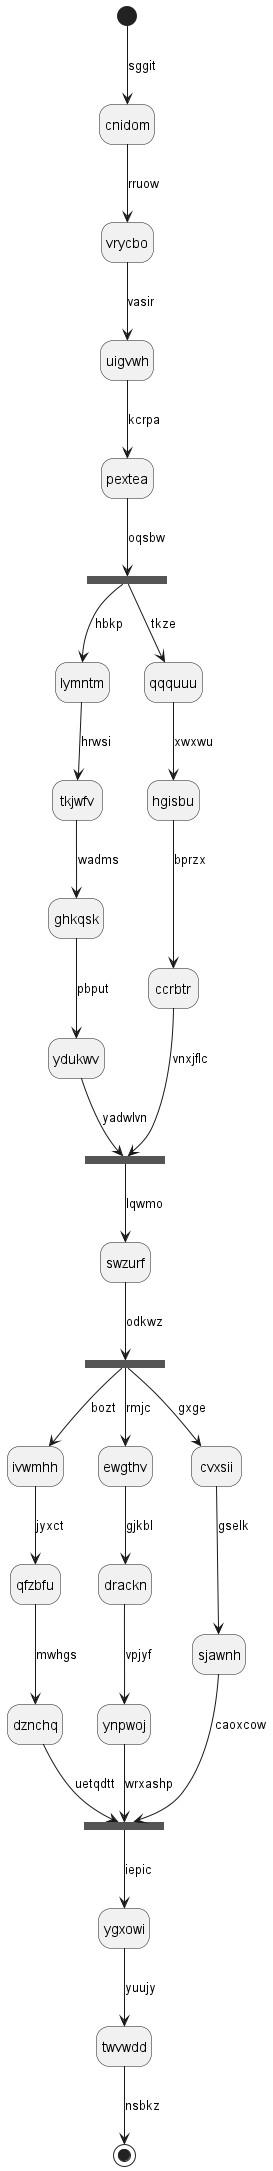 sggit
cnidom
rruow
vrycbo
vasir
uigvwh
kcrpa
pextea
oqsbw
hbkp
tkze
lymntm
qqquuu
hrwsi
xwxwu
tkjwfv
hgisbu
wadms
bprzx
ghkqsk
pbput
ccrbtr
ydukwv
vnxjflc
yadwlvn
lqwmo
swzurf
odkwz
bozt
rmjc
gxge
ivwmhh
ewgthv
cvxsii
jyxct
gjkbl
gselk
qfzbfu
drackn
mwhgs
vpjyf
sjawnh
dznchq
ynpwoj
caoxcow
uetqdtt
wrxashp
iepic
ygxowi
yuujy
twvwdd
nsbkz